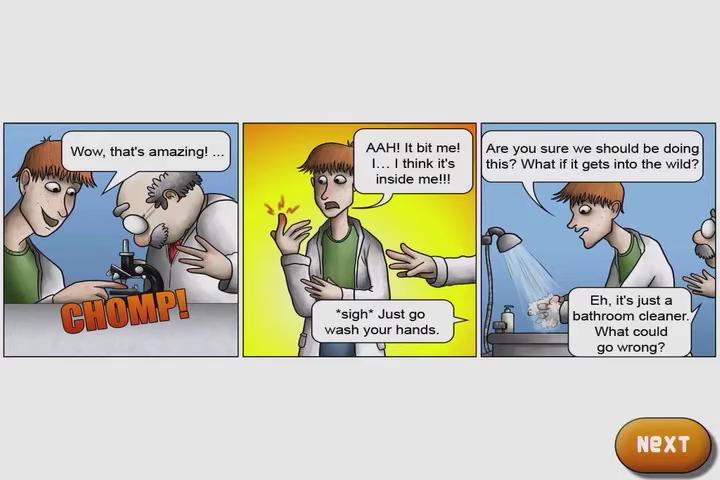 Wow, that's amazing! ...
CHOMP!
AAH! It bit me!
I... I think it's
inside me!!!
*sigh* Just go
wash your hands.
Are you sure we should be doing
this? What if it gets into the wild?
Eh, it's just a
bathroom cleaner.
What could
go wrong?
NeXT